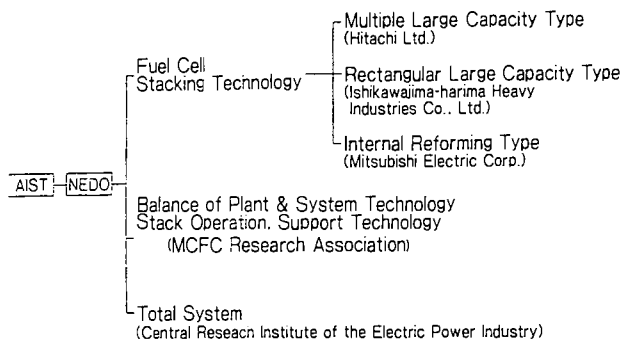 Multiple Large Capacity Type
(Hitachi Ltd.)
Fuel Cell
Stacking Technology
Rectangular Large Capacity Type
(Ishikawajima-harima Heavy
Industries Co.. Ltd.)
Internal Reforming Type
(Mitsubishi Electric Corp.)
AIST NEDO
Balance of Plant & System Technology
Stack Operation. Support Technology
(MCFC Research Association)
Total System
(Central Reseacn Institute of the Electric Power Industry)